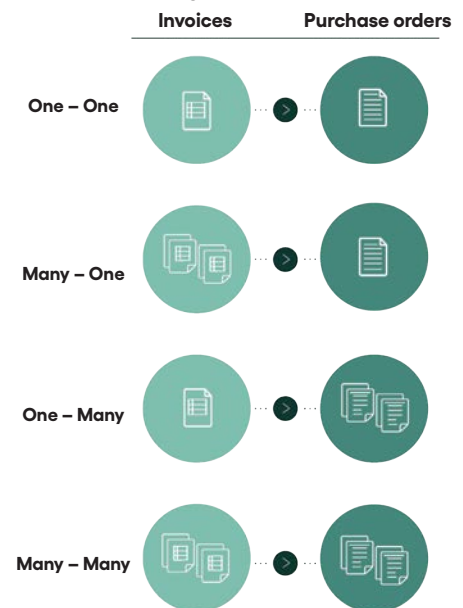 Invoices
Purchase orders
One – One
Many – One
One – Many
Many – Many